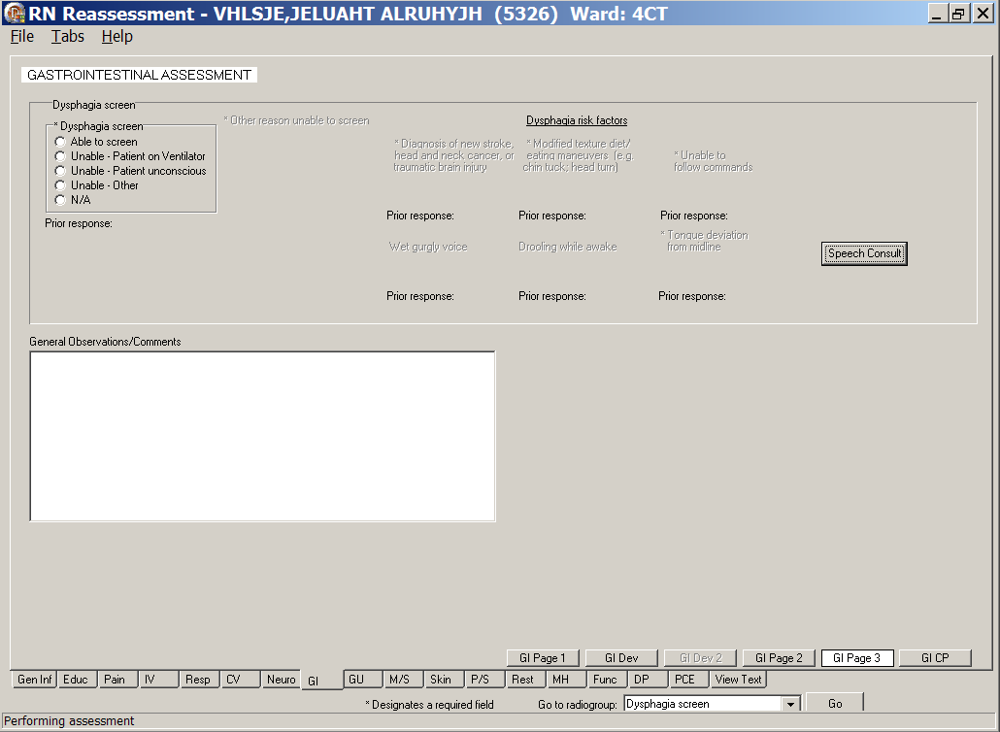 RN Reassessment - VHLSJE,JELUAHT ALRUHYJH (5326) Ward: 4CT
File Tabs Help
GASTROINTESTINAL ASSESSMENT
Dysphagia screen
* Dysphagia screen
Able to screen
Unable - Patient on Ventilator
Unable - Patient unconscious
Unable - Other
N/A
Prior response:
* Other reason unable to screen
Dysphagia risk factors
* Diagnosis of new stroke,
head and neck cancer, or
traumatic brain injury
* Modified texture diet/
eating maneuvers (e.g.
chin tuck; head turn)
* Unable to
follow commands
Prior response:
Prior response:
Prior response:
Wet gurgly voice
Drooling while awake
* Tongue deviation
from midline
Speech Consult
Prior response:
Prior response:
Prior response:
General Observations/Comments
GI Page 1 GI Dev GI Dev 2 GI Page 2 GI Page 3 GI CP
Gen Inf Educ Pain IV Resp CV Neuro GI GU M/S Skin P/S Rest MH Func DP PCE View Text
* Designates a required field Go to radiogroup: Dysphagia screen Go
Performing assessment